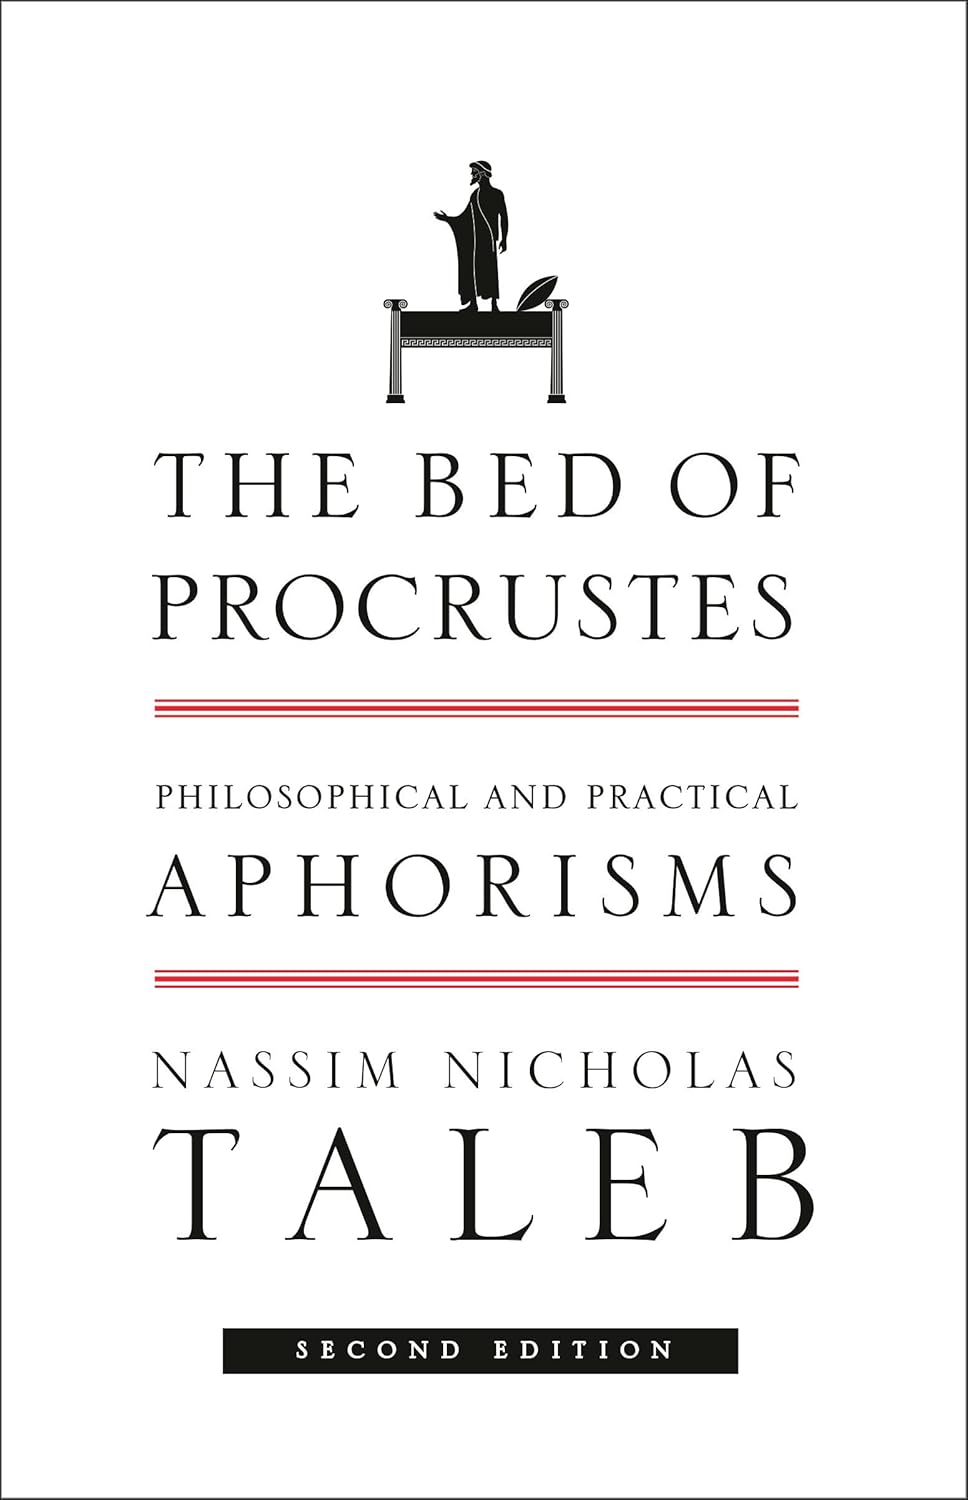 THE BED OF
PROCRUSTES
PHILOSOPHICAL AND PRACTICAL
APHORISMS
NASSIM NICHOLAS
TALEB
SECOND EDITION